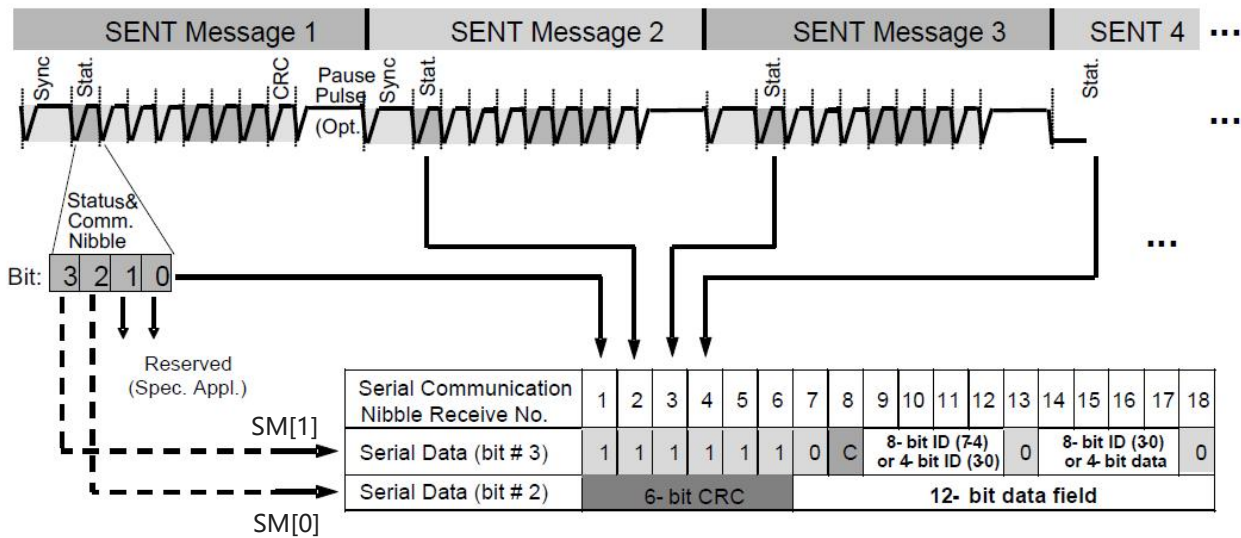 SENT Message 1 SENT Message 2 SENT Message 3 SENT 4 ...
Sync Stat. CRC Pause Pulse (Opt. Sync Stat. Stat. Stat.
...
Status&
Comm.
Nibble
...
Bit: 3 2 1 0
Reserved
(Spec. Appl.)
Serial Communication
Nibble Receive No. 1 2 3 4 5 6 7 8 9 10 11 12 13 14 15 16 17 18
SM[1]
Serial Data (bit # 3) 1 1 1 1 1 1 0 C 8- bit ID (7-4) or 4- bit ID (30) 0 8- bit ID (30) or 4- bit data 0
Serial Data (bit # 2) 6- bit CRC 12- bit data field
SM[0]